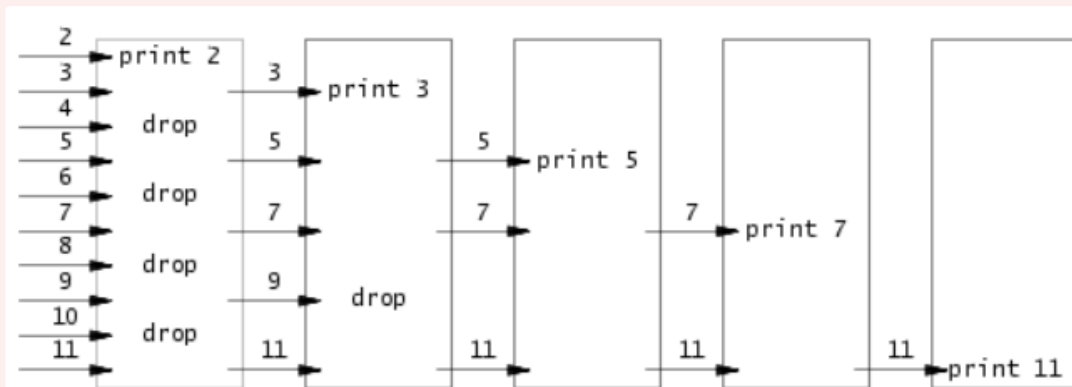 2 print 2
3 3 print 3
4 drop
5 5 5 print 5
6 drop
7 7 7 7 print 7
8 drop
9 9 drop
10 drop
11 11 11 11 11 print 11